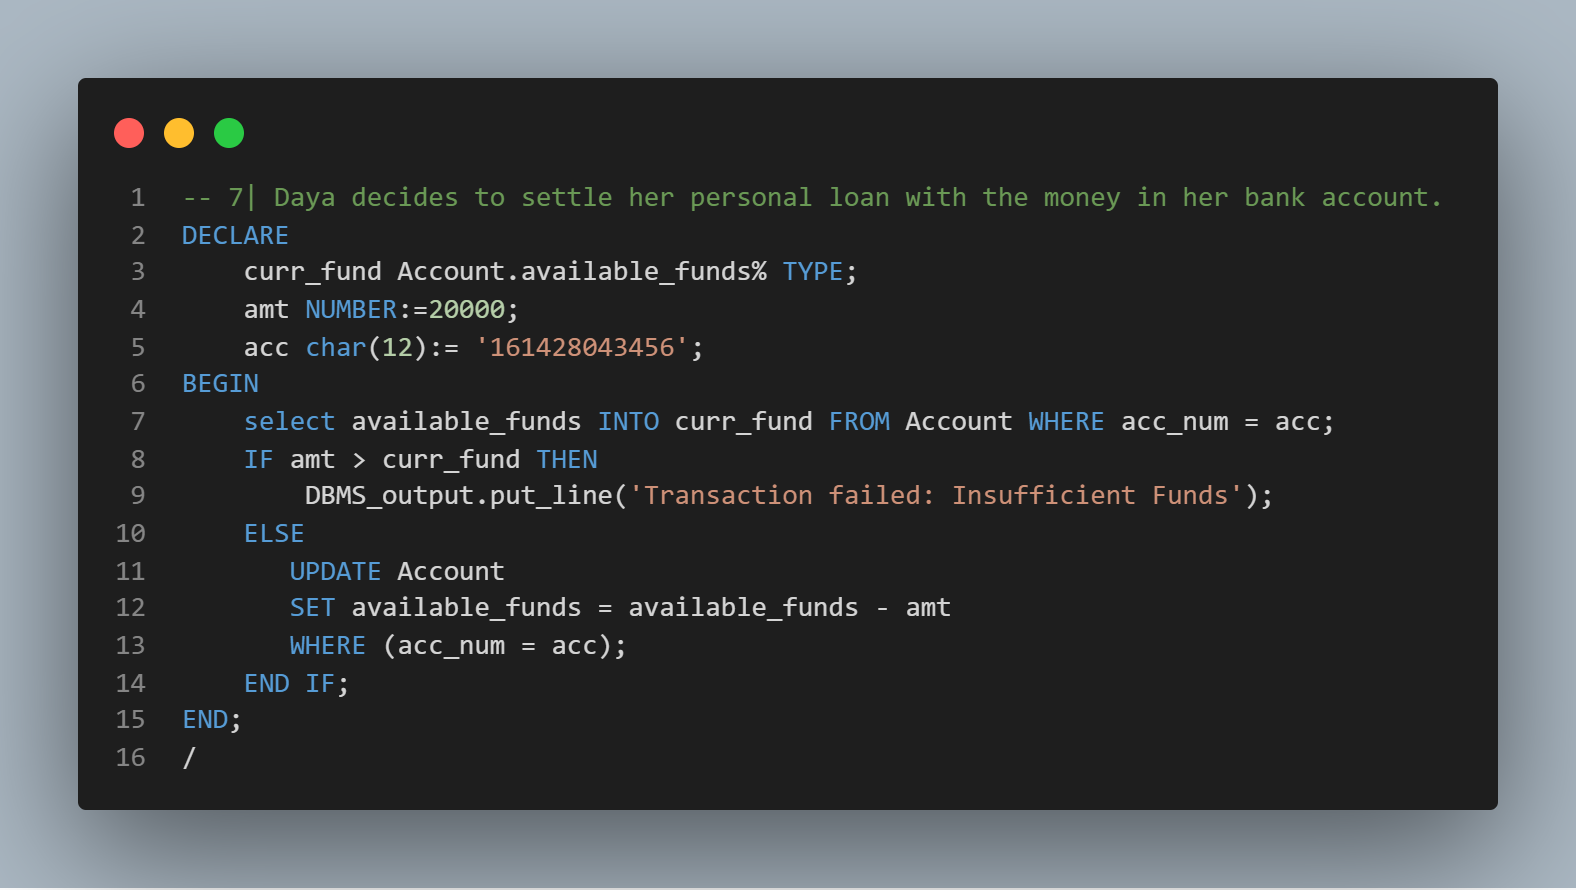 1 -- 7| Daya decides to settle her personal loan with the money in her bank account.
2 DECLARE
3     curr_fund Account.available_funds% TYPE;
4     amt NUMBER:=20000;
5     acc char(12):= '161428043456';
6 BEGIN
7     select available_funds INTO curr_fund FROM Account WHERE acc_num = acc;
8     IF amt > curr_fund THEN
9         DBMS_output.put_line('Transaction failed: Insufficient Funds');
10     ELSE
11        UPDATE Account
12        SET available_funds = available_funds - amt
13        WHERE (acc_num = acc);
14     END IF;
15 END;
16 /